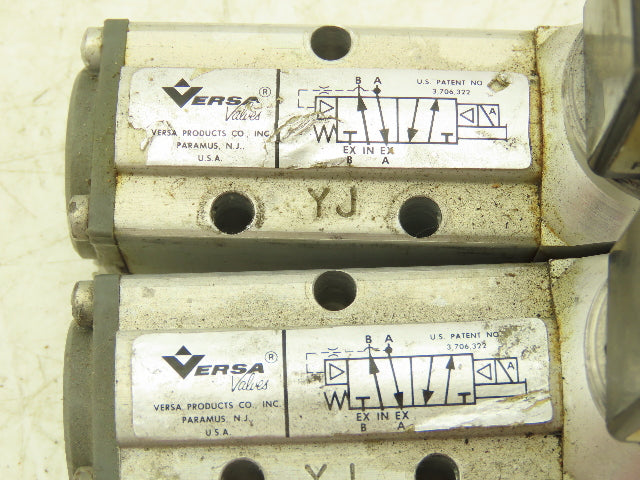 VERSA ®
Valves
VERSA PRODUCTS CO., INC.
PARAMUS, N.J.
U.S.A.
B A
U.S. PATENT NO.
3,706,322
A
EX IN EX
B A
YJ
VERSA ®
Valves
VERSA PRODUCTS CO., INC.
PARAMUS, N.J.
U.S.A.
B A
U.S. PATENT NO.
3,706,322
A
EX IN EX
B A
YJ